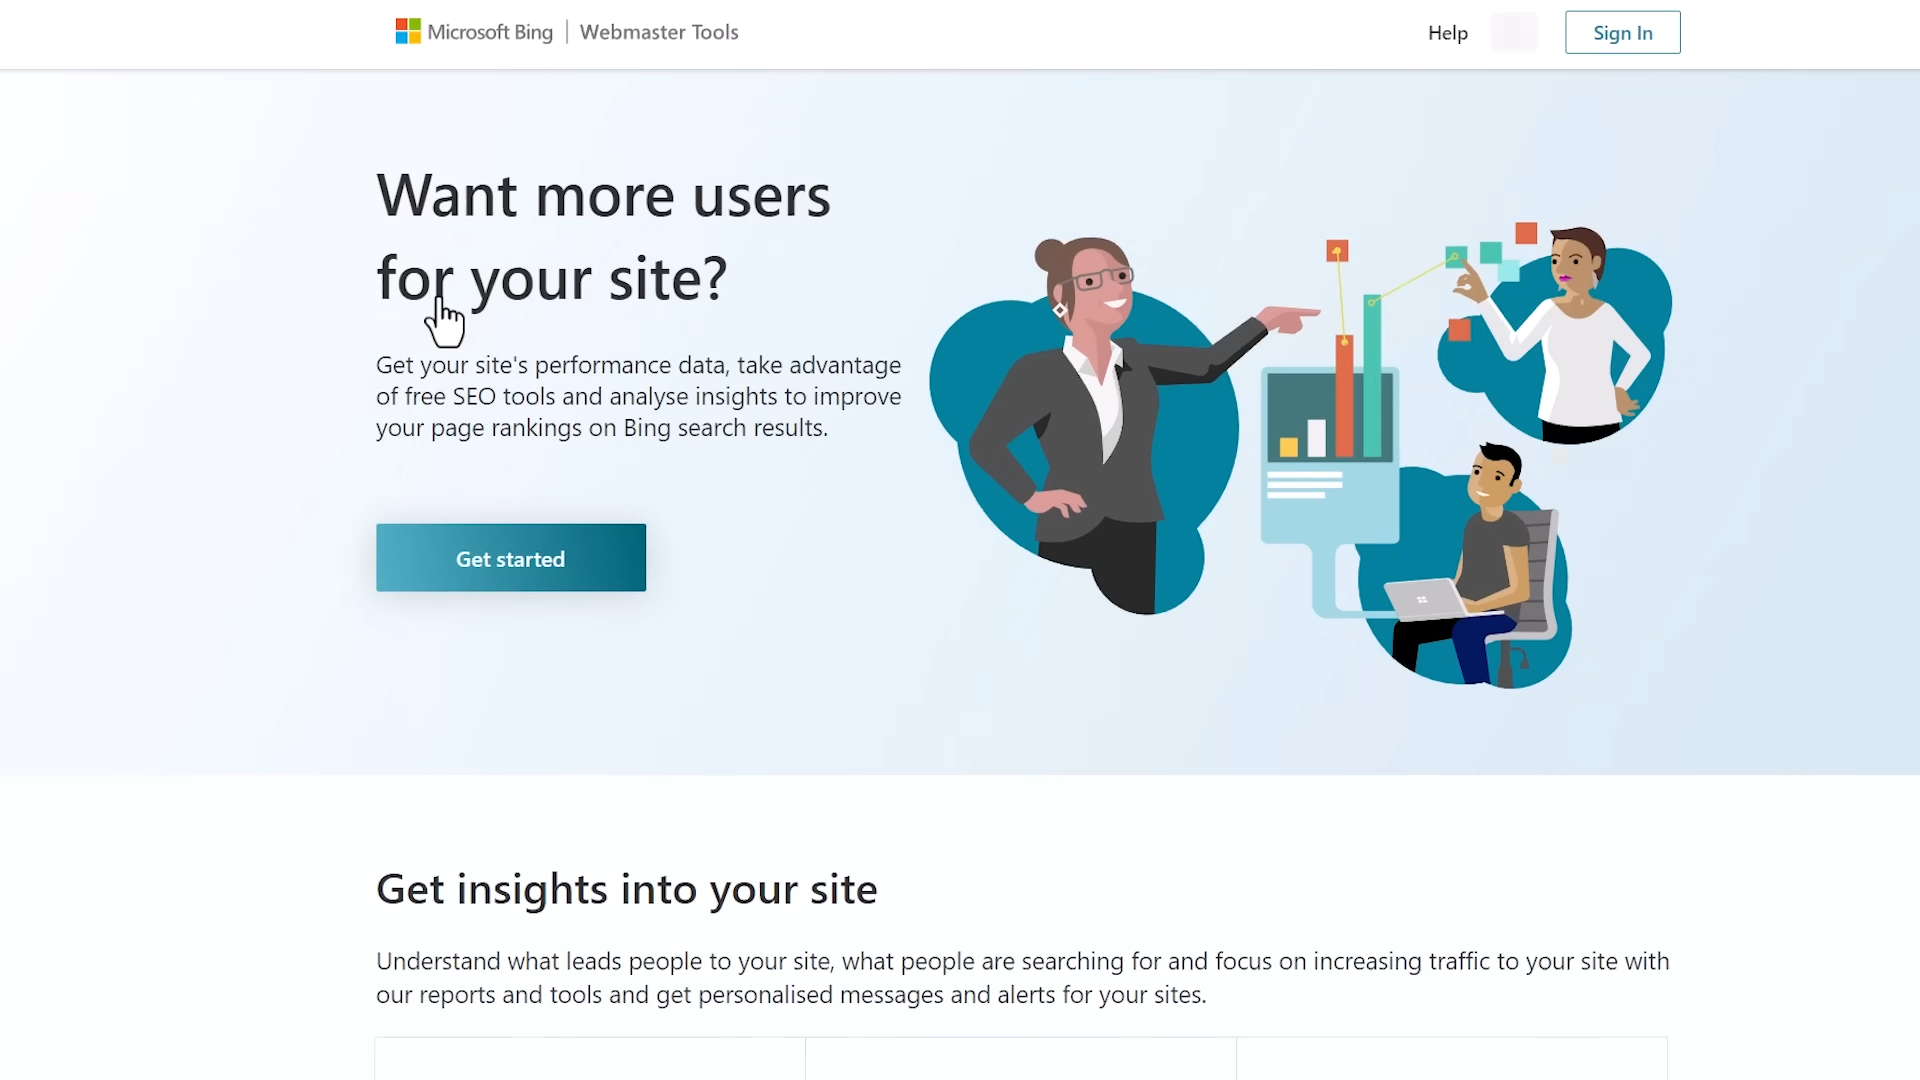 Microsoft Bing | Webmaster Tools
Help
Sign In
Want more users
for your site?
Get your site's performance data, take advantage
of free SEO tools and analyse insights to improve
your page rankings on Bing search results.
Get started
Get insights into your site
Understand what leads people to your site, what people are searching for and focus on increasing traffic to your site with
our reports and tools and get personalised messages and alerts for your sites.